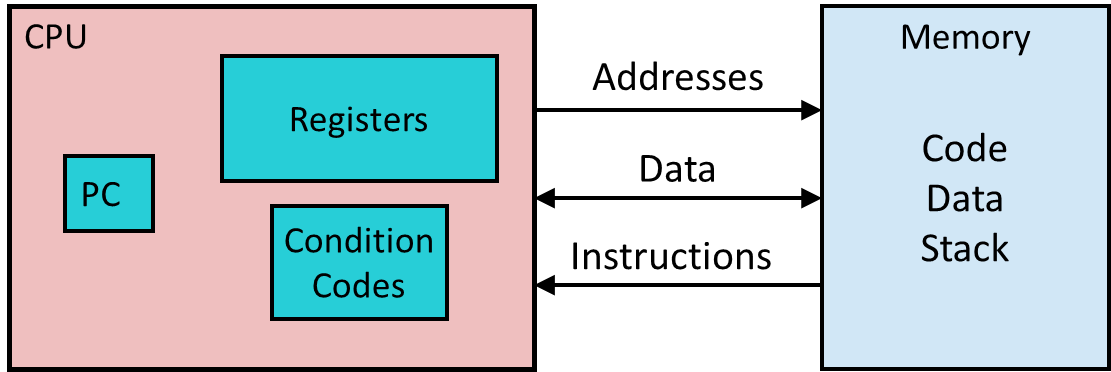 CPU
Registers
PC
Condition
Codes
Addresses
Data
Instructions
Memory
Code
Data
Stack